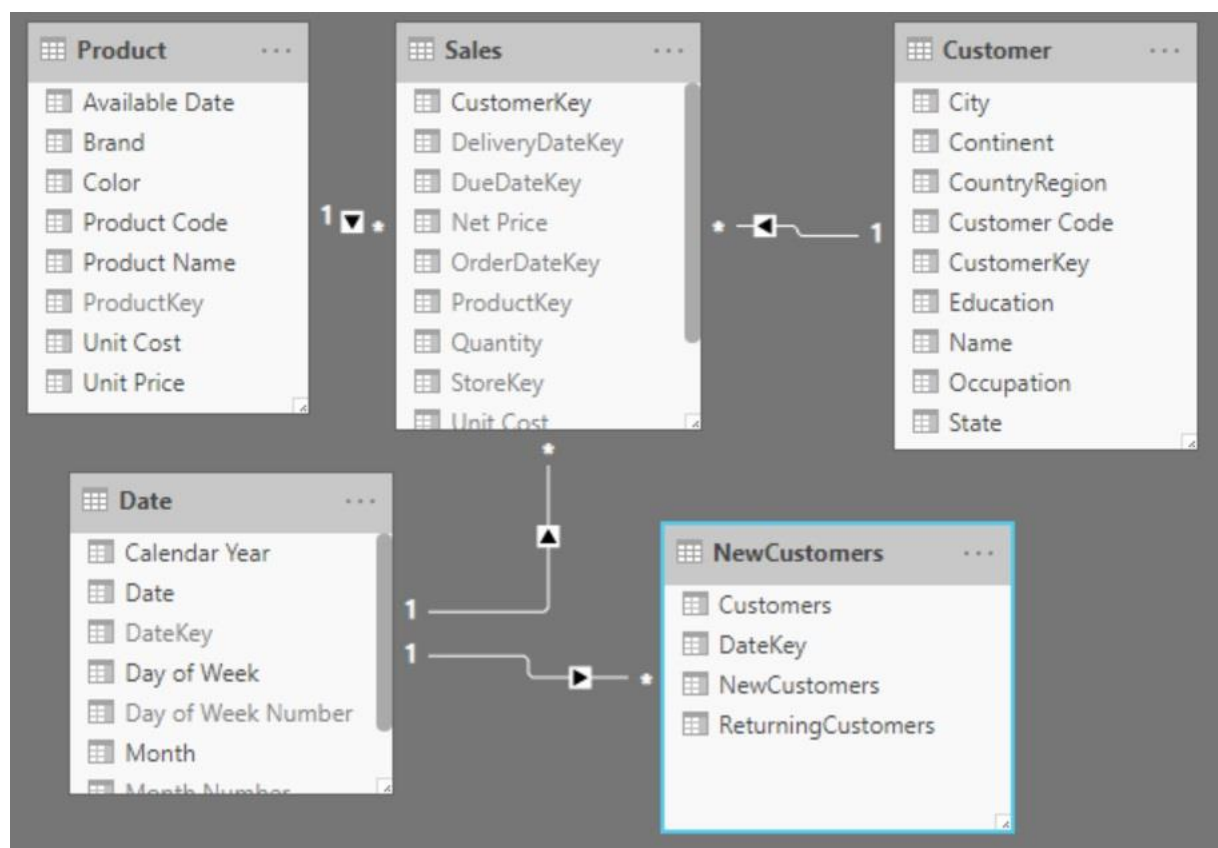 Product ...
Available Date
Brand
Color
Product Code
Product Name
ProductKey
Unit Cost
Unit Price
1 *
Sales ...
CustomerKey
DeliveryDateKey
DueDateKey
Net Price
OrderDateKey
ProductKey
Quantity
StoreKey
Unit Cost
* 1
Customer ...
City
Continent
CountryRegion
Customer Code
CustomerKey
Education
Name
Occupation
State
*
Date ...
Calendar Year
Date
DateKey
Day of Week
Day of Week Number
Month
Month Number
1
1 *
NewCustomers ...
Customers
DateKey
NewCustomers
ReturningCustomers